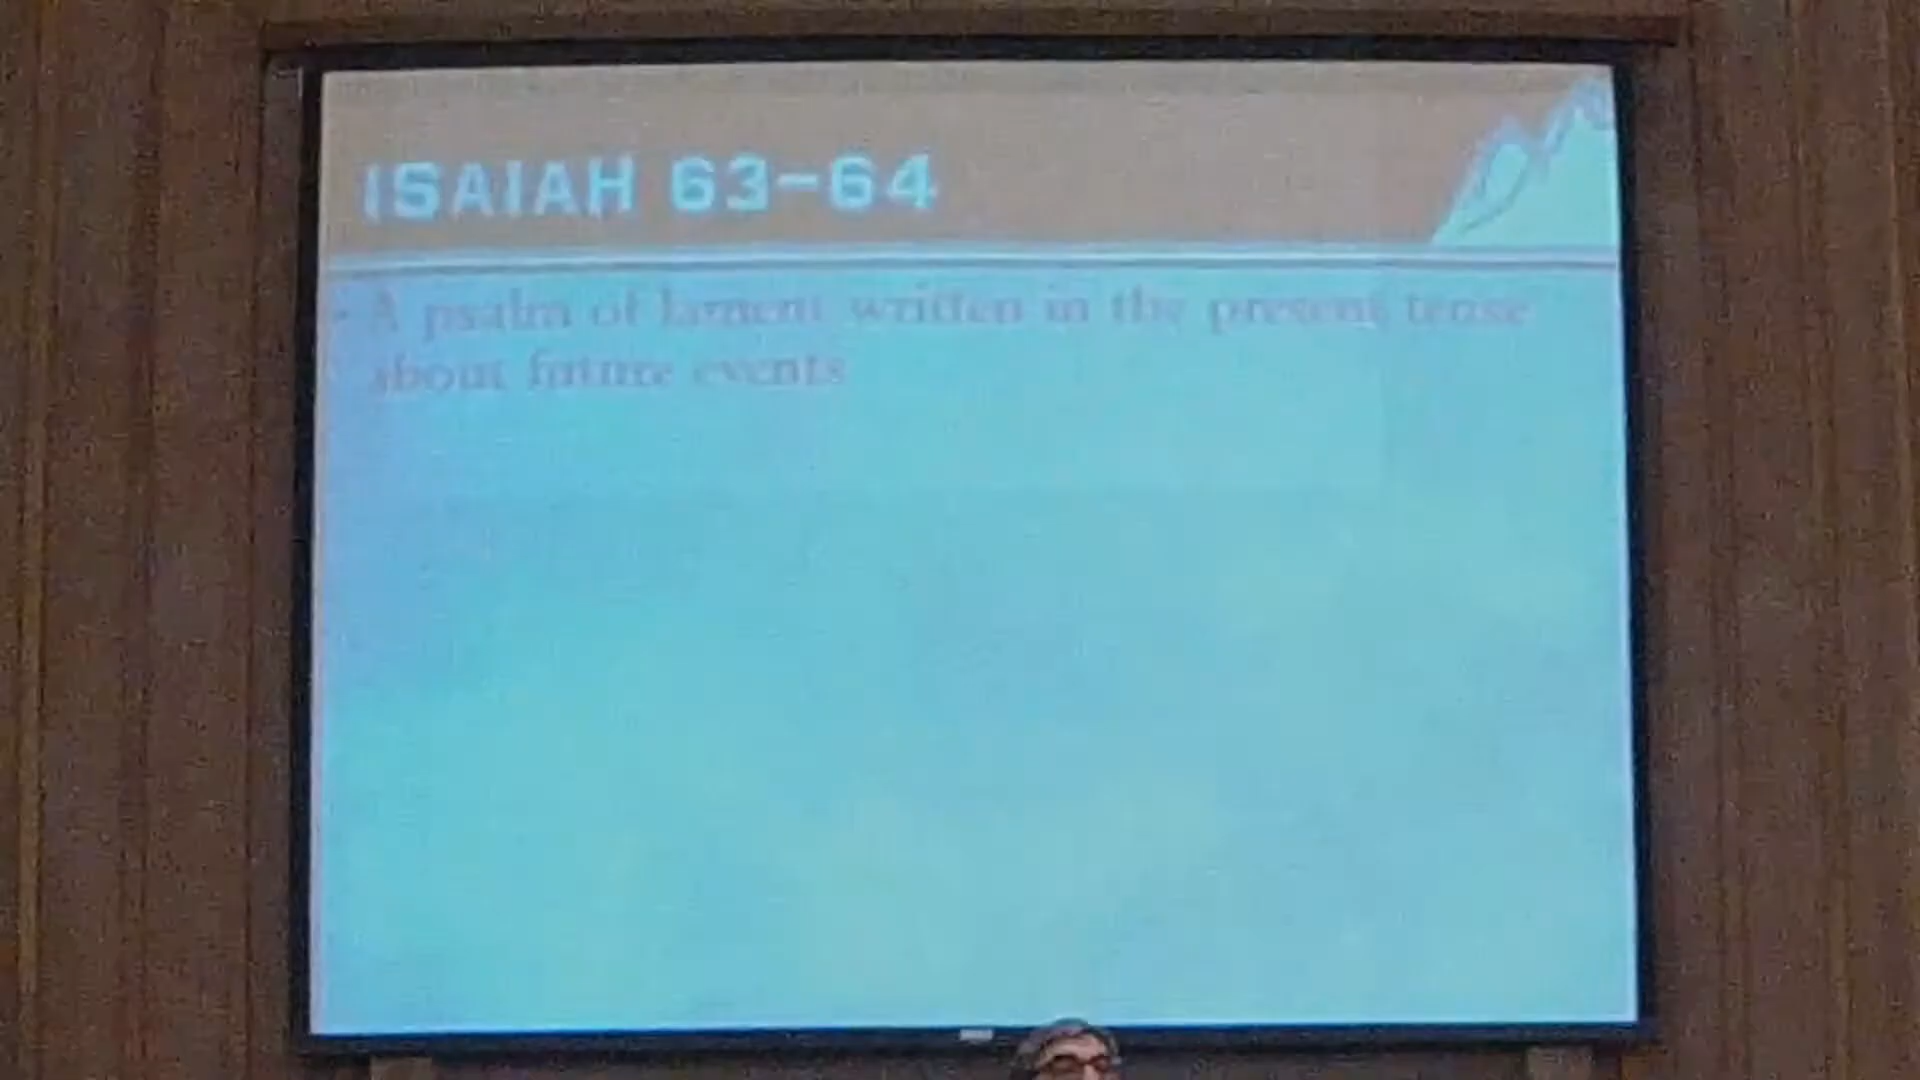 ISAIAH 63-64
· A psalm of lament written in the present tense
about future events